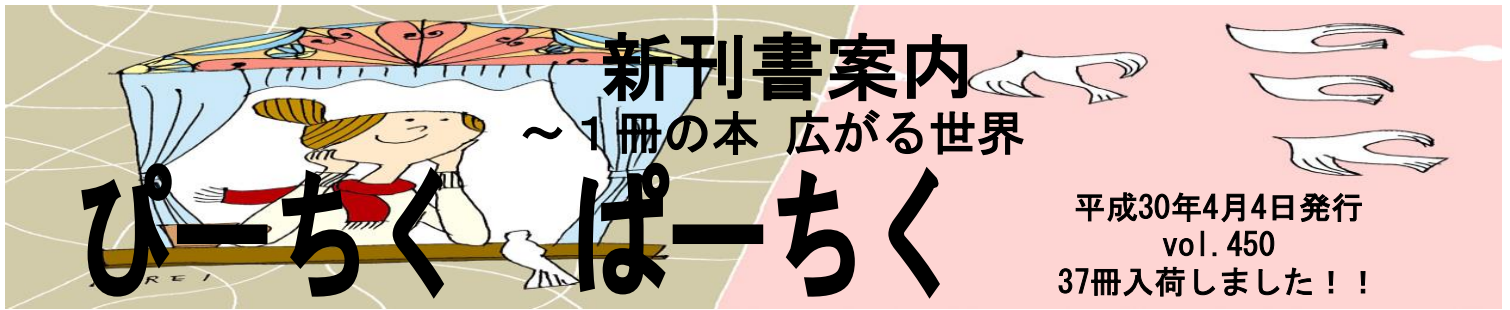 新刊書案内
～１冊の本 広がる世界
ぴーちく ぱーちく
平成30年4月4日発行
vol.450
37冊入荷しました！！